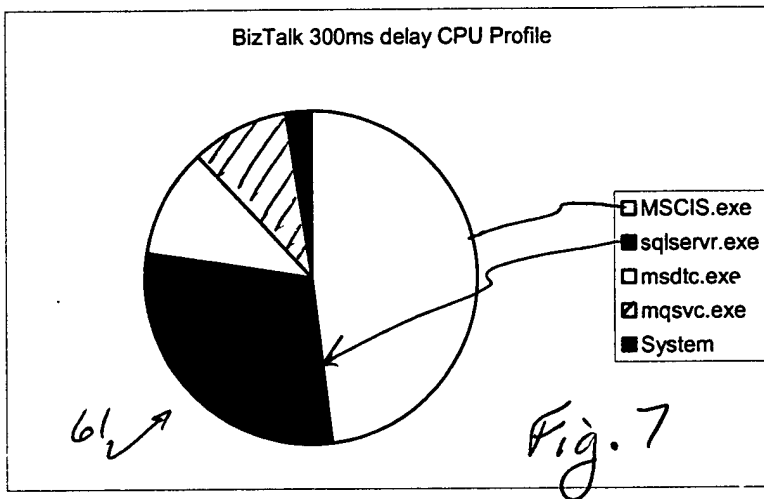 BizTalk 300ms delay CPU Profile
MSCIS.exe
sqlservr.exe
msdtc.exe
mqsvc.exe
System
61
Fig. 7